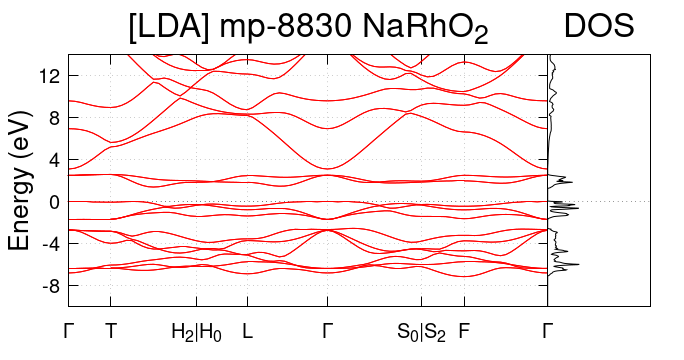 [LDA] mp-8830 NaRhO2 DOS
Energy (eV)
12
8
4
0
-4
-8
Γ T H2|H0 L Γ S0|S2 F Γ